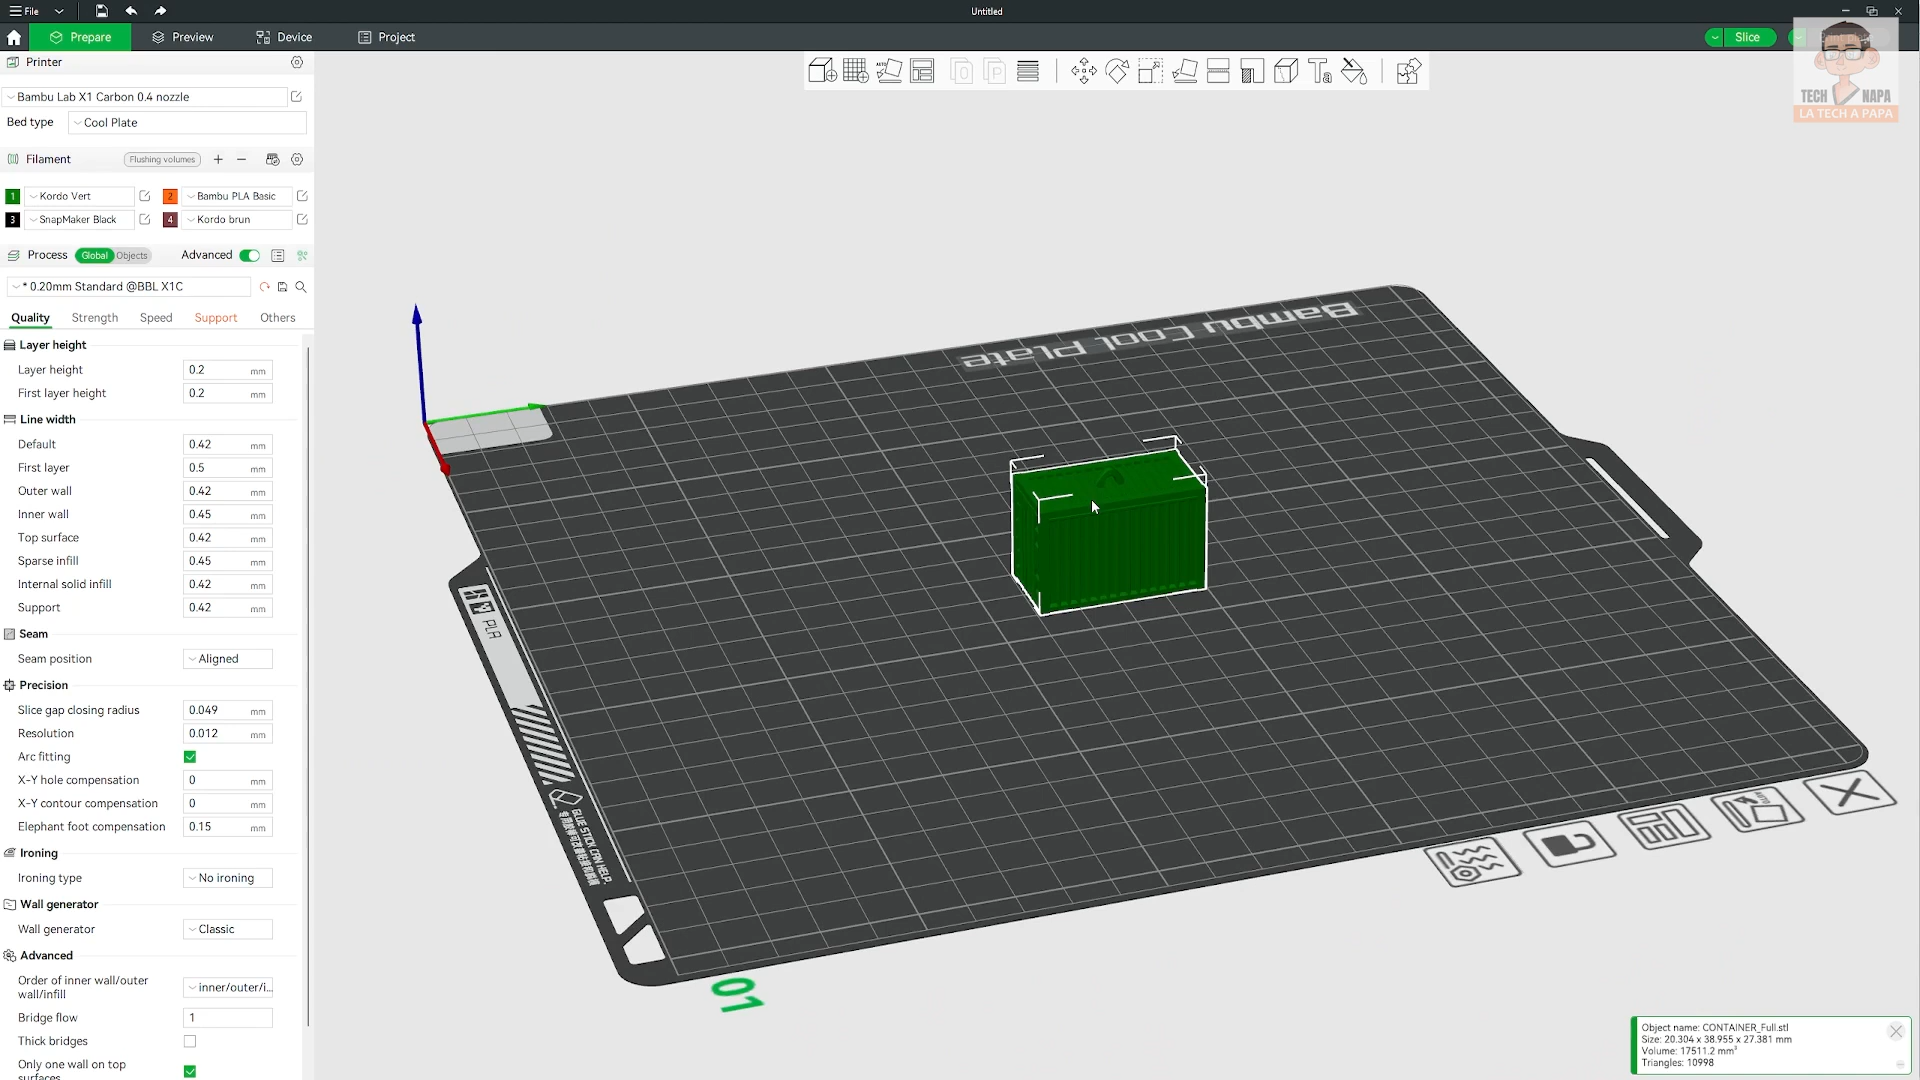 File
Untitled
Prepare
Preview
Device
Project
Slice
TECH NAPA
LA TECH A PAPA
Printer
Bambu Lab X1 Carbon 0.4 nozzle
Bed type
Cool Plate
Filament
Flushing volumes
1 Kordo Vert
2 Bambu PLA Basic
3 SnapMaker Black
4 Kordo brun
Process
Global
Objects
Advanced
* 0.20mm Standard @BBL X1C
Quality
Strength
Speed
Support
Others
Layer height
Layer height 0.2 mm
First layer height 0.2 mm
Line width
Default 0.42 mm
First layer 0.5 mm
Outer wall 0.42 mm
Inner wall 0.45 mm
Top surface 0.42 mm
Sparse infill 0.45 mm
Internal solid infill 0.42 mm
Support 0.42 mm
Seam
Seam position Aligned
Precision
Slice gap closing radius 0.049 mm
Resolution 0.012 mm
Arc fitting
X-Y hole compensation 0 mm
X-Y contour compensation 0 mm
Elephant foot compensation 0.15 mm
Ironing
Ironing type No ironing
Wall generator
Wall generator Classic
Advanced
Order of inner wall/outer
wall/infill
inner/outer/i...
Bridge flow 1
Thick bridges
Only one wall on top
surfaces
Bambu Cool Plate
PLA
GLUE STICK CAN HELP.
01
Object name: CONTAINER_Full.stl
Size: 20.304 x 38.955 x 27.381 mm
Volume: 17511.2 mm³
Triangles: 10998